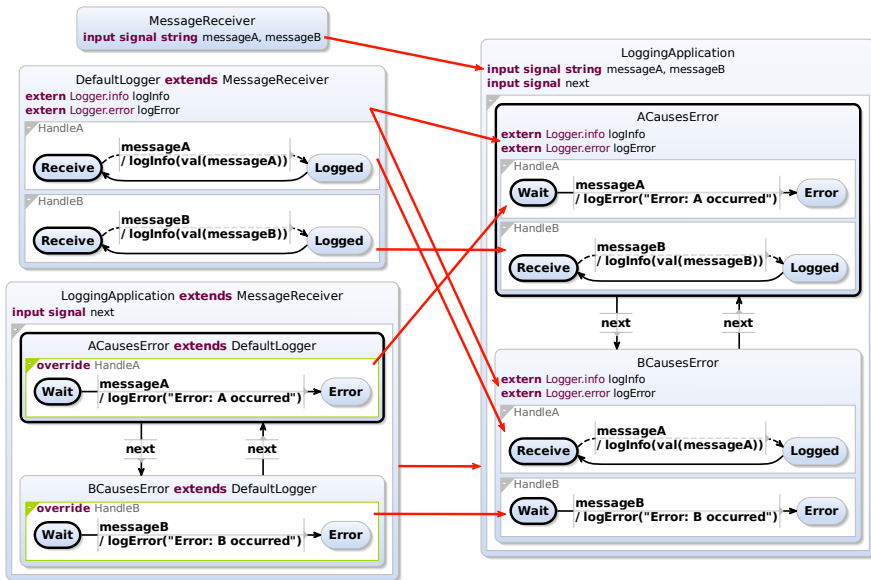 MessageReceiver
input signal string messageA, messageB
DefaultLogger extends MessageReceiver
extern Logger.info logInfo
extern Logger.error logError
HandleA
messageA
/ logInfo(val(messageA))
Receive
Logged
HandleB
messageB
/ logInfo(val(messageB))
Receive
Logged
LoggingApplication extends MessageReceiver
input signal next
ACausesError extends DefaultLogger
override HandleA
messageA
/ logError("Error: A occurred")
Wait
Error
next
next
BCausesError extends DefaultLogger
override HandleB
messageB
/ logError("Error: B occurred")
Wait
Error
LoggingApplication
input signal string messageA, messageB
input signal next
ACausesError
extern Logger.info logInfo
extern Logger.error logError
HandleA
messageA
/ logError("Error: A occurred")
Wait
Error
HandleB
messageB
/ logInfo(val(messageB))
Receive
Logged
next
next
BCausesError
extern Logger.info logInfo
extern Logger.error logError
HandleA
messageA
/ logInfo(val(messageA))
Receive
Logged
HandleB
messageB
/ logError("Error: B occurred")
Wait
Error